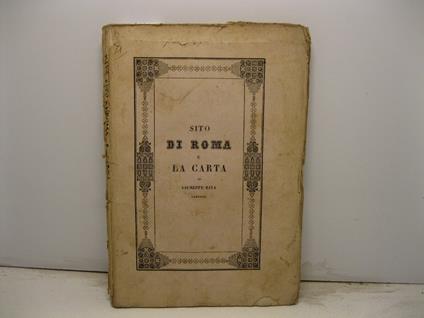 SITO
DI ROMA
E
LA CARTA
DI
GIUSEPPE RIVA